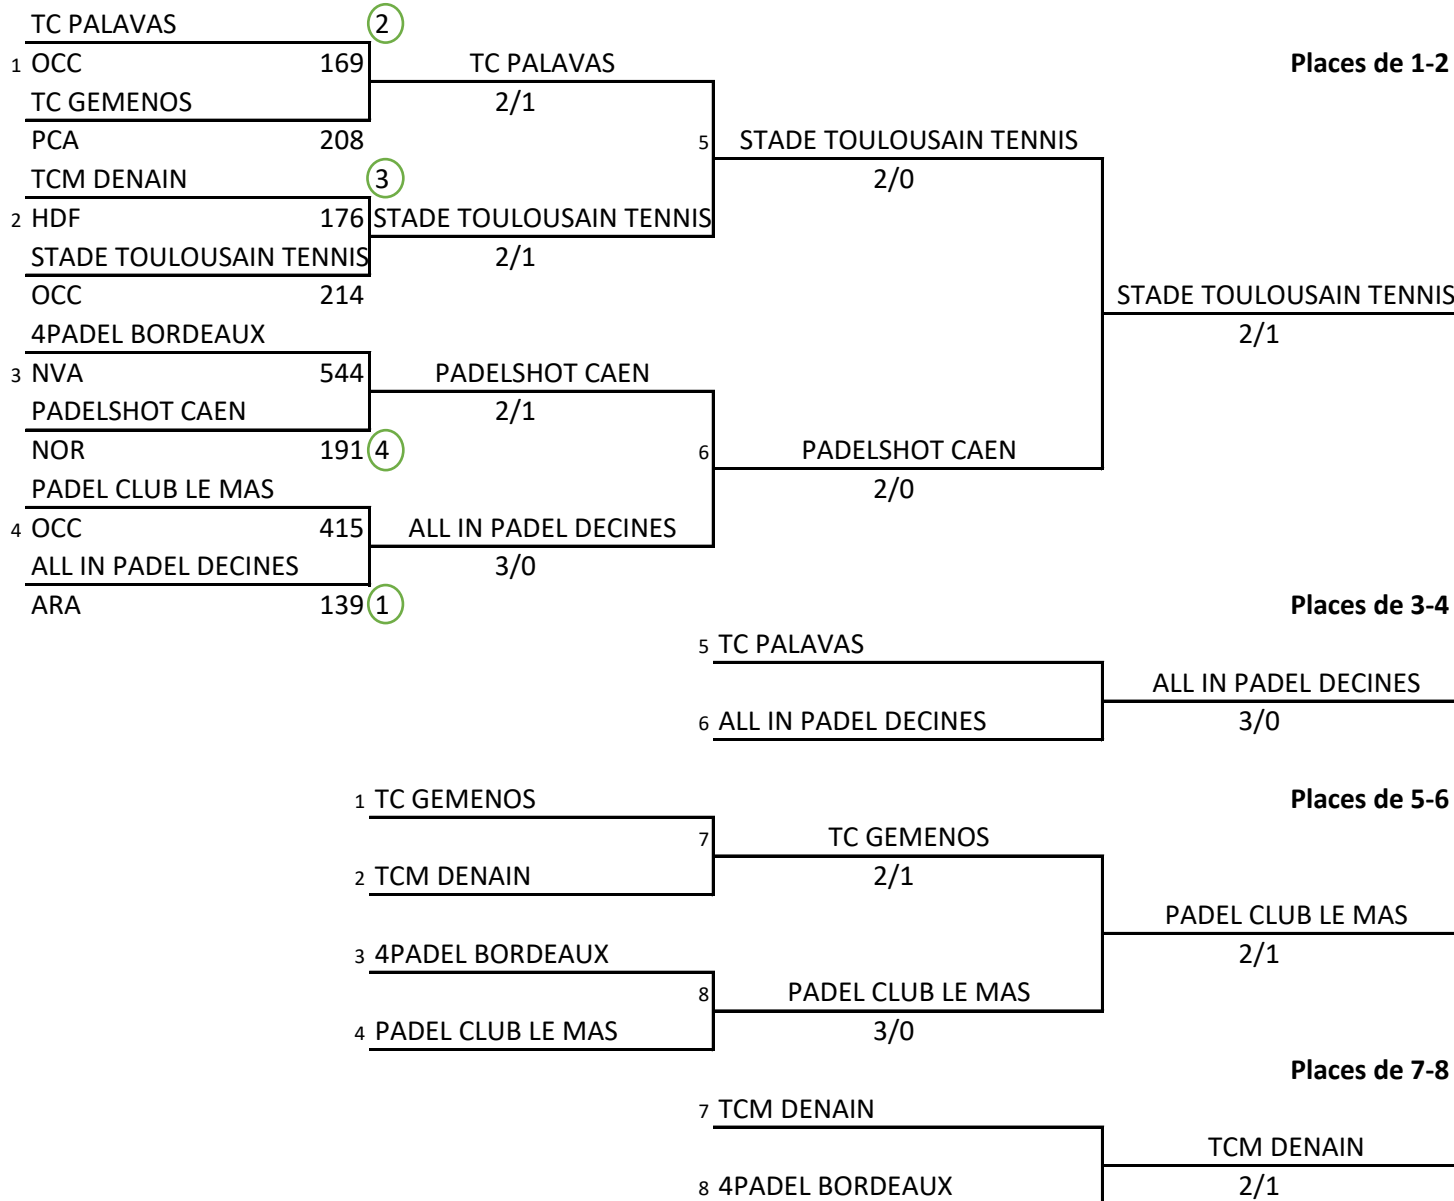 TC PALAVAS 2
1 OCC 169 TC PALAVAS Places de 1-2
TC GEMENOS 2/1
PCA 208 5 STADE TOULOUSAIN TENNIS
TCM DENAIN 3 2/0
2 HDF 176 STADE TOULOUSAIN TENNIS
STADE TOULOUSAIN TENNIS 2/1
OCC 214 STADE TOULOUSAIN TENNIS
4PADEL BORDEAUX 2/1
3 NVA 544 PADELSHOT CAEN
PADELSHOT CAEN 2/1
NOR 191 4 6 PADELSHOT CAEN
PADEL CLUB LE MAS 2/0
4 OCC 415 ALL IN PADEL DECINES
ALL IN PADEL DECINES 3/0
ARA 139 1 Places de 3-4
5 TC PALAVAS
ALL IN PADEL DECINES
6 ALL IN PADEL DECINES 3/0
1 TC GEMENOS Places de 5-6
7 TC GEMENOS
2 TCM DENAIN 2/1
PADEL CLUB LE MAS
3 4PADEL BORDEAUX 2/1
8 PADEL CLUB LE MAS
4 PADEL CLUB LE MAS 3/0
Places de 7-8
7 TCM DENAIN
TCM DENAIN
8 4PADEL BORDEAUX 2/1